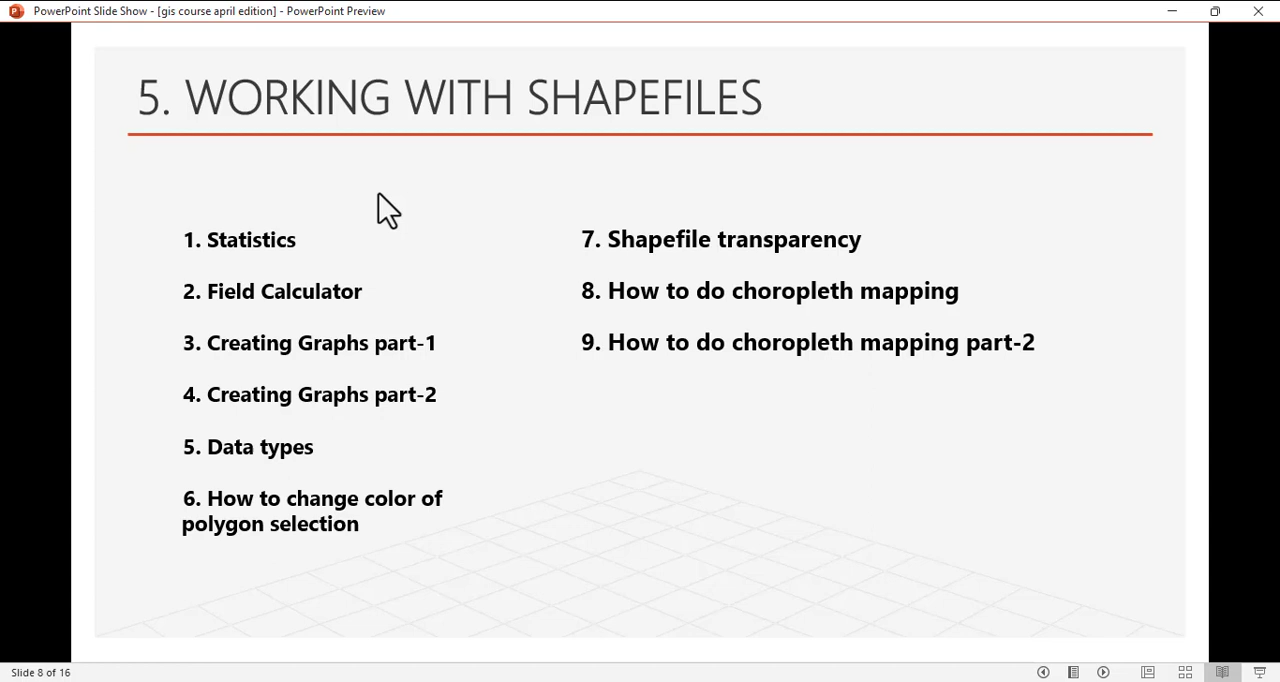 PowerPoint Slide Show - [gis course april edition] - PowerPoint Preview
5. WORKING WITH SHAPEFILES
1. Statistics
2. Field Calculator
3. Creating Graphs part-1
4. Creating Graphs part-2
5. Data types
6. How to change color of
polygon selection
7. Shapefile transparency
8. How to do choropleth mapping
9. How to do choropleth mapping part-2
Slide 8 of 16